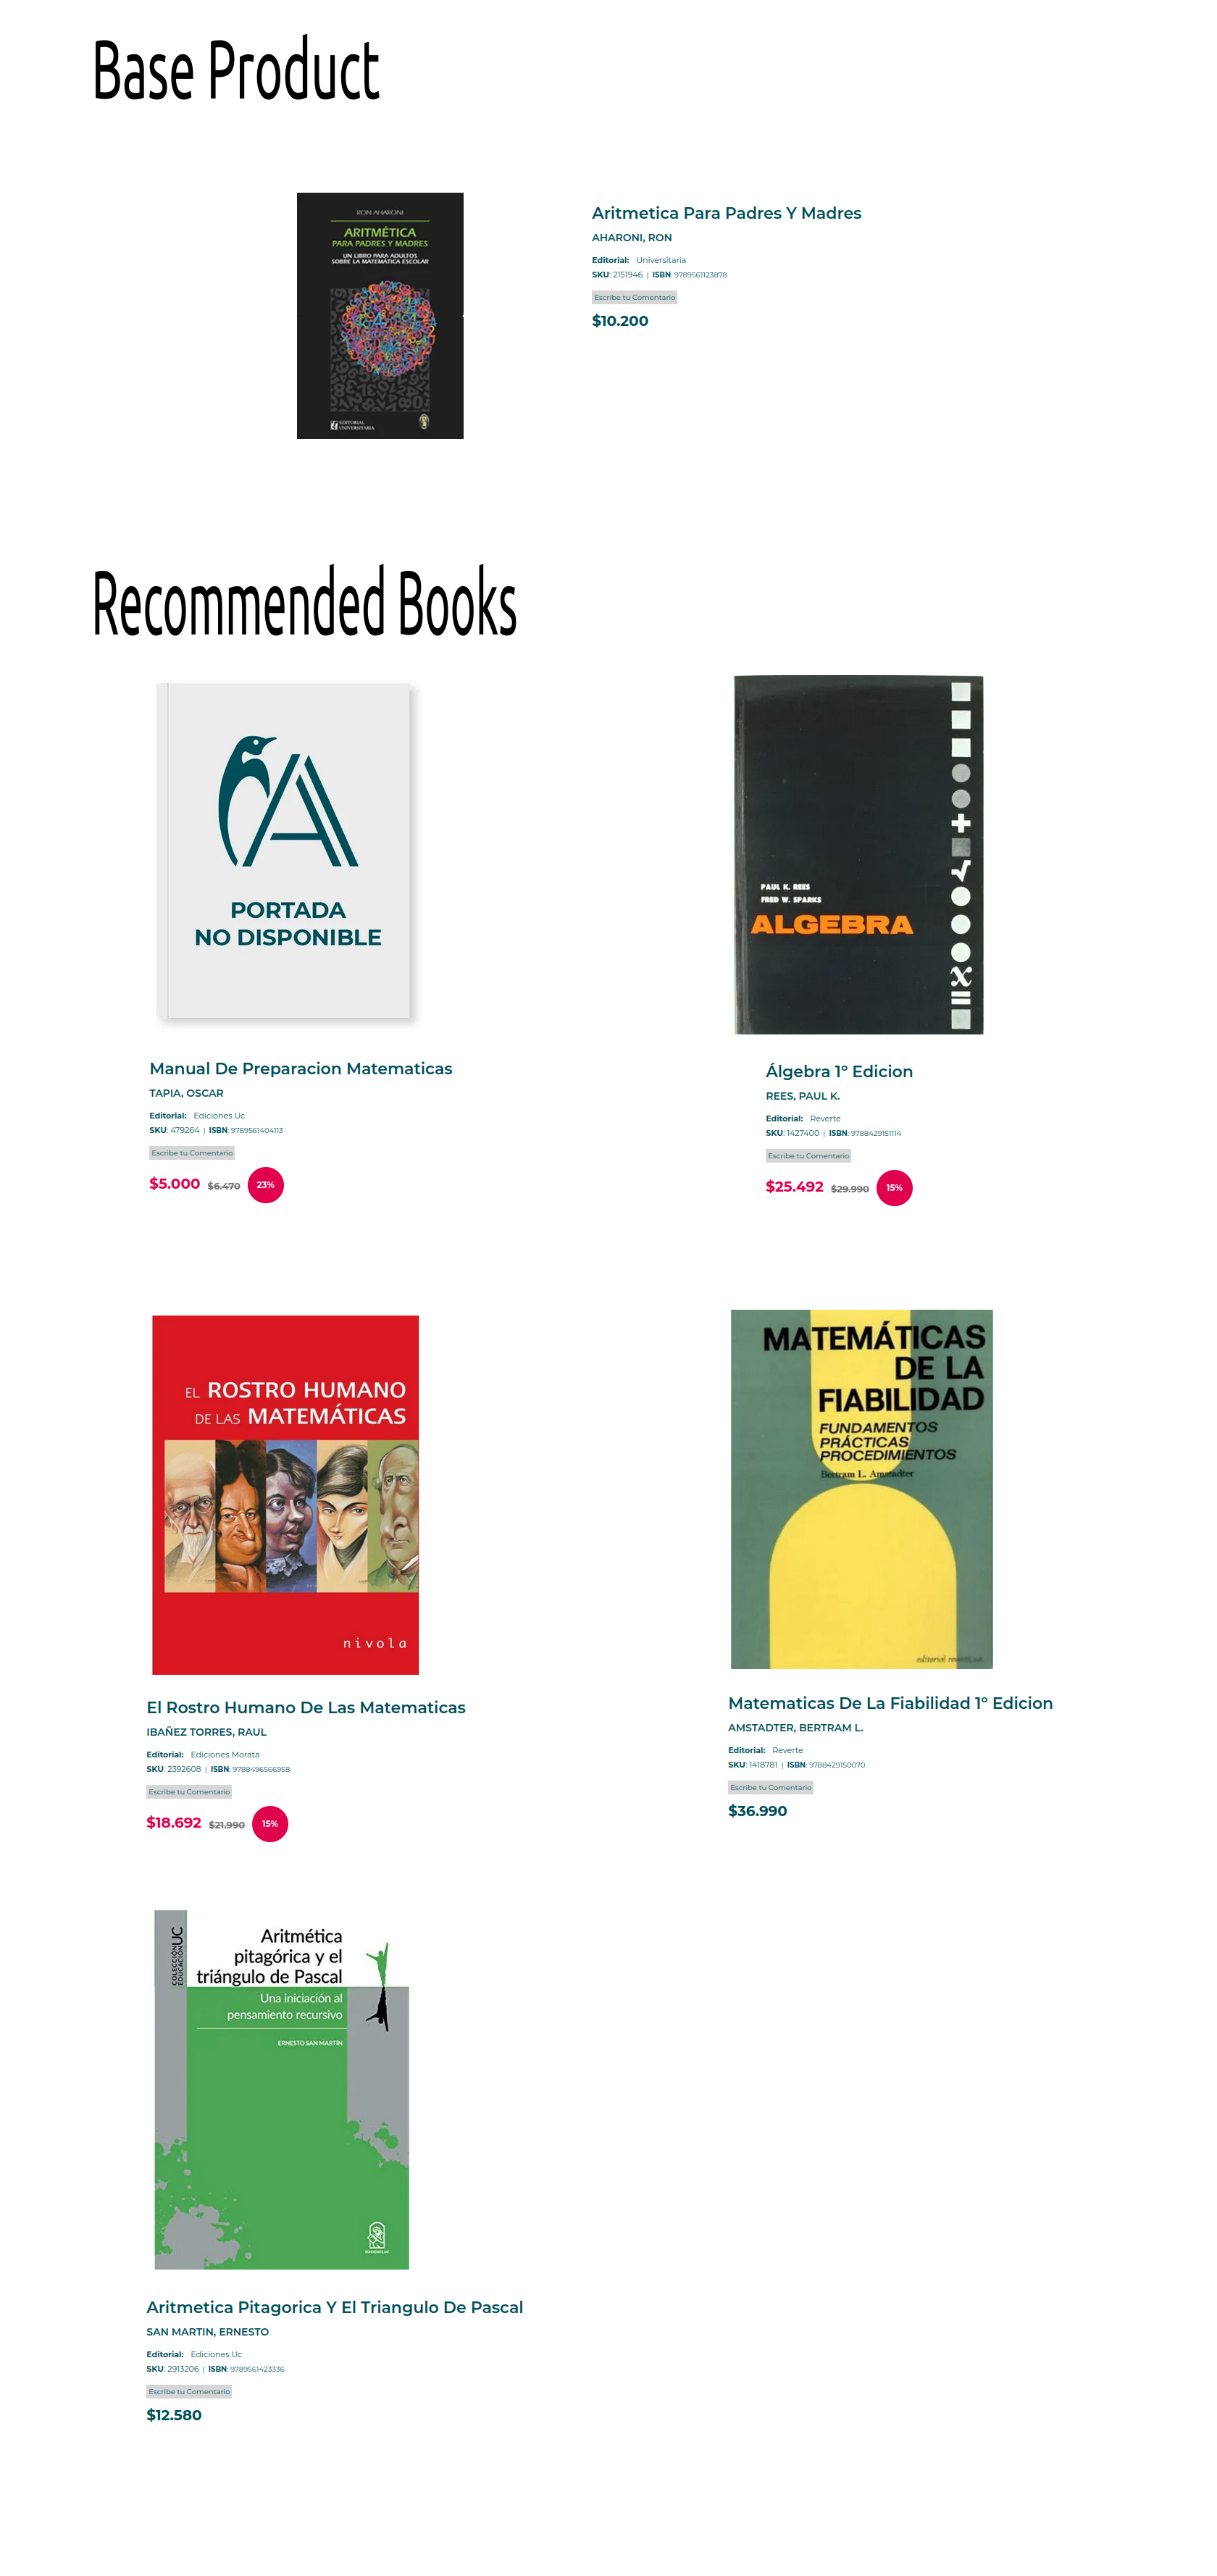 Base Product
RON AHARONI
ARITMÉTICA
PARA PADRES Y MADRES
UN LIBRO PARA ADULTOS
SOBRE LA MATEMÁTICA ESCOLAR
EDITORIAL
UNIVERSITARIA
Aritmetica Para Padres Y Madres
AHARONI, RON
Editorial: Universitaria
SKU: 2151946 | ISBN: 9789561123878
Escribe tu Comentario
$10.200
Recommended Books
PORTADA
NO DISPONIBLE
Manual De Preparacion Matematicas
TAPIA, OSCAR
Editorial: Ediciones Uc
SKU: 479264 | ISBN: 9789561404113
Escribe tu Comentario
$5.000 $6.470 23%
PAUL K. REES
FRED W. SPARKS
ALGEBRA
Álgebra 1º Edicion
REES, PAUL K.
Editorial: Reverte
SKU: 1427400 | ISBN: 9788429151114
Escribe tu Comentario
$25.492 $29.990 15%
EL ROSTRO HUMANO
DE LAS MATEMÁTICAS
nivola
El Rostro Humano De Las Matematicas
IBAÑEZ TORRES, RAUL
Editorial: Ediciones Morata
SKU: 2392608 | ISBN: 9788496566958
Escribe tu Comentario
$18.692 $21.990 15%
MATEMÁTICAS
DE LA
FIABILIDAD
FUNDAMENTOS
PRÁCTICAS
PROCEDIMIENTOS
Bertram L. Amstadter
Matematicas De La Fiabilidad 1º Edicion
AMSTADTER, BERTRAM L.
Editorial: Reverte
SKU: 1418781 | ISBN: 9788429150070
Escribe tu Comentario
$36.990
COLECCIÓN
EDUCACIÓN UC
Aritmética
pitagórica y el
triángulo de Pascal
Una iniciación al
pensamiento recursivo
ERNESTO SAN MARTÍN
EDICIONES UC
Aritmetica Pitagorica Y El Triangulo De Pascal
SAN MARTIN, ERNESTO
Editorial: Ediciones Uc
SKU: 2913206 | ISBN: 9789561423336
Escribe tu Comentario
$12.580